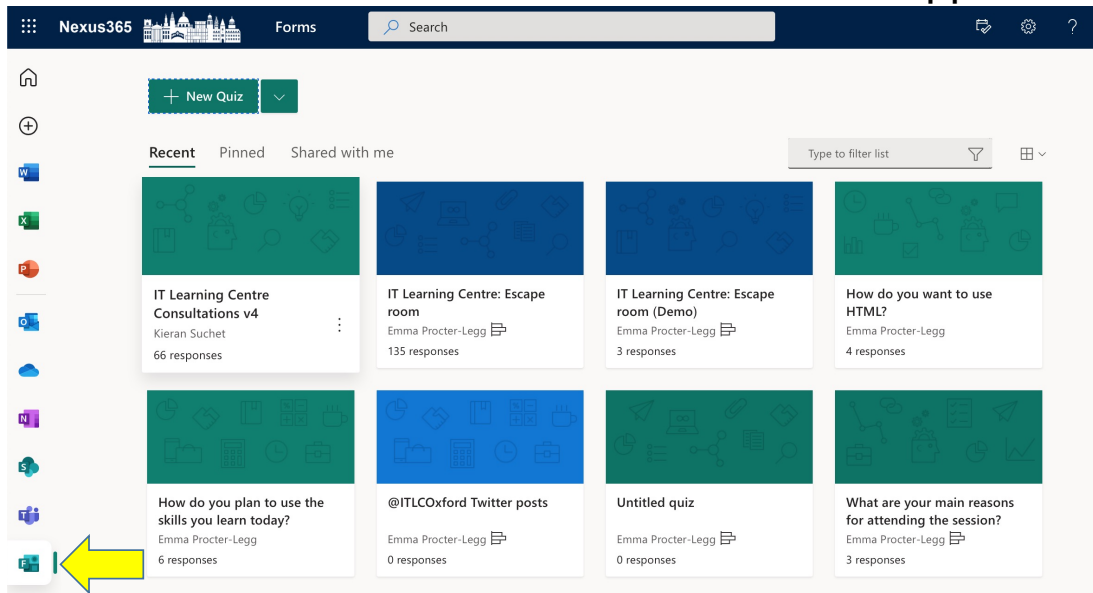 Nexus365
Forms
Search
?
+ New Quiz
Recent Pinned Shared with me
Type to filter list
IT Learning Centre
Consultations v4
Kieran Suchet
66 responses
IT Learning Centre: Escape
room
Emma Procter-Legg
135 responses
IT Learning Centre: Escape
room (Demo)
Emma Procter-Legg
3 responses
How do you want to use
HTML?
Emma Procter-Legg
4 responses
How do you plan to use the
skills you learn today?
Emma Procter-Legg
6 responses
@ITLCOxford Twitter posts
Emma Procter-Legg
0 responses
Untitled quiz
Emma Procter-Legg
0 responses
What are your main reasons
for attending the session?
Emma Procter-Legg
3 responses
W
X
P
O
N
S
T
F